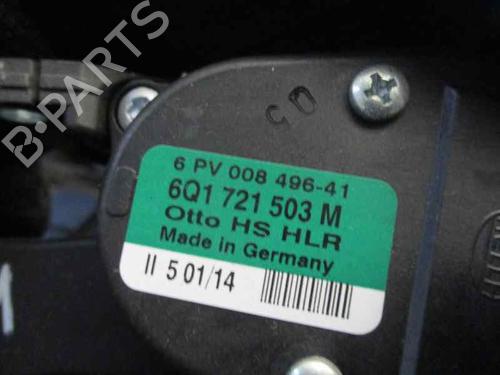 B-PARTS
6 PV 008 496-41
6Q1 721 503 M
Otto HS HLR
Made in Germany
II 5 01/14